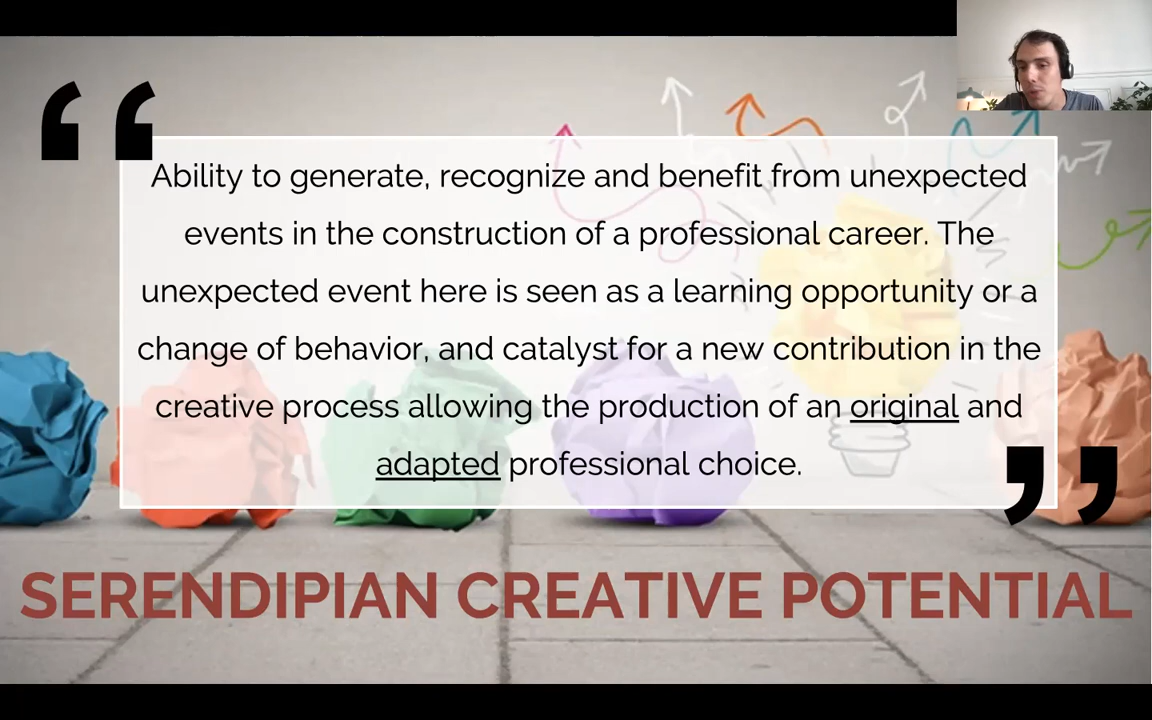 “
Ability to generate, recognize and benefit from unexpected
events in the construction of a professional career. The
unexpected event here is seen as a learning opportunity or a
change of behavior, and catalyst for a new contribution in the
creative process allowing the production of an original and
adapted professional choice.
”
SERENDIPIAN CREATIVE POTENTIAL